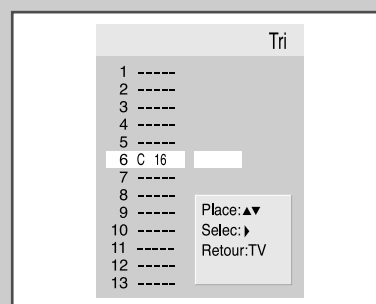 Tri
1 -----
2 -----
3 -----
4 -----
5 -----
6 C 16
7 -----
8 -----
9 -----
10 -----
11 -----
12 -----
13 -----
Place:▲▼
Selec:▶
Retour:TV